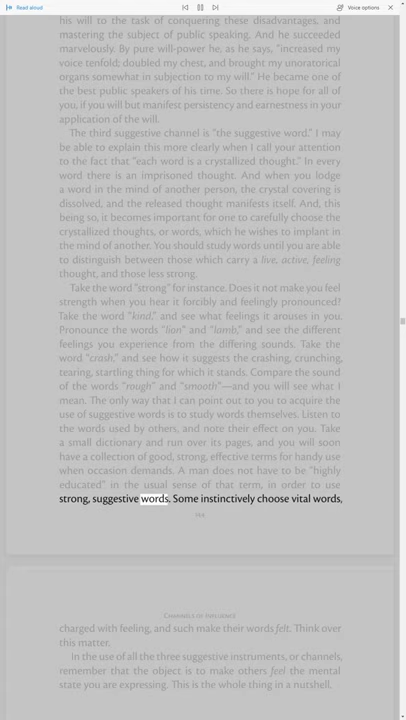 Read aloud
Voice options
his will to the task of conquering these disadvantages, and
mastering the subject of public speaking. And he succeeded
marvelously. By pure will-power he, as he says, "increased my
voice tenfold; doubled my chest, and brought my unoratorical
organs somewhat in subjection to my will." He became one of
the best public speakers of his time. So there is hope for all of
you, if you will but manifest persistency and earnestness in your
application of the will.
The third suggestive channel is "the suggestive word." I may
be able to explain this more clearly when I call your attention
to the fact that "each word is a crystallized thought." In every
word there is an imprisoned thought. And when you lodge
a word in the mind of another person, the crystal covering is
dissolved, and the released thought manifests itself. And, this
being so, it becomes important for one to carefully choose the
crystallized thoughts, or words, which he wishes to implant in
the mind of another. You should study words until you are able
to distinguish between those which carry a live, active, feeling
thought, and those less strong.
Take the word "strong" for instance. Does it not make you feel
strength when you hear it forcibly and feelingly pronounced?
Take the word "kind," and see what feelings it arouses in you.
Pronounce the words "lion" and "lamb," and see the different
feelings you experience from the differing sounds. Take the
word "crash," and see how it suggests the crashing, crunching,
tearing, startling thing for which it stands. Compare the sound
of the words "rough" and "smooth"—and you will see what I
mean. The only way that I can point out to you to acquire the
use of suggestive words is to study words themselves. Listen to
the words used by others, and note their effect on you. Take
a small dictionary and run over its pages, and you will soon
have a collection of good, strong, effective terms for handy use
when occasion demands. A man does not have to be "highly
educated" in the usual sense of that term, in order to use
strong, suggestive words. Some instinctively choose vital words,
Channels of Influence
charged with feeling, and such make their words felt. Think over
this matter.
In the use of all the three suggestive instruments, or channels,
remember that the object is to make others feel the mental
state you are expressing. This is the whole thing in a nutshell.